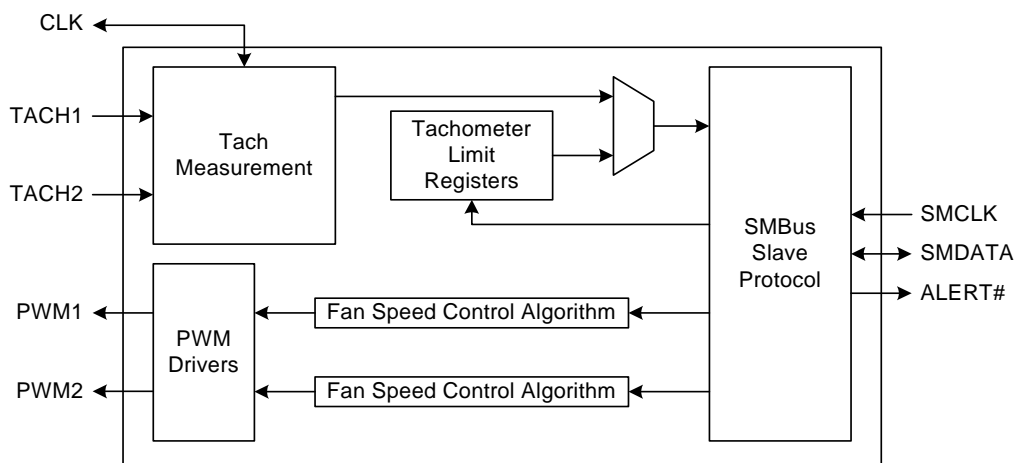 CLK
TACH1
TACH2
Tach
Measurement
Tachometer
Limit
Registers
SMBus
Slave
Protocol
SMCLK
SMDATA
ALERT#
PWM1
PWM2
PWM
Drivers
Fan Speed Control Algorithm
Fan Speed Control Algorithm